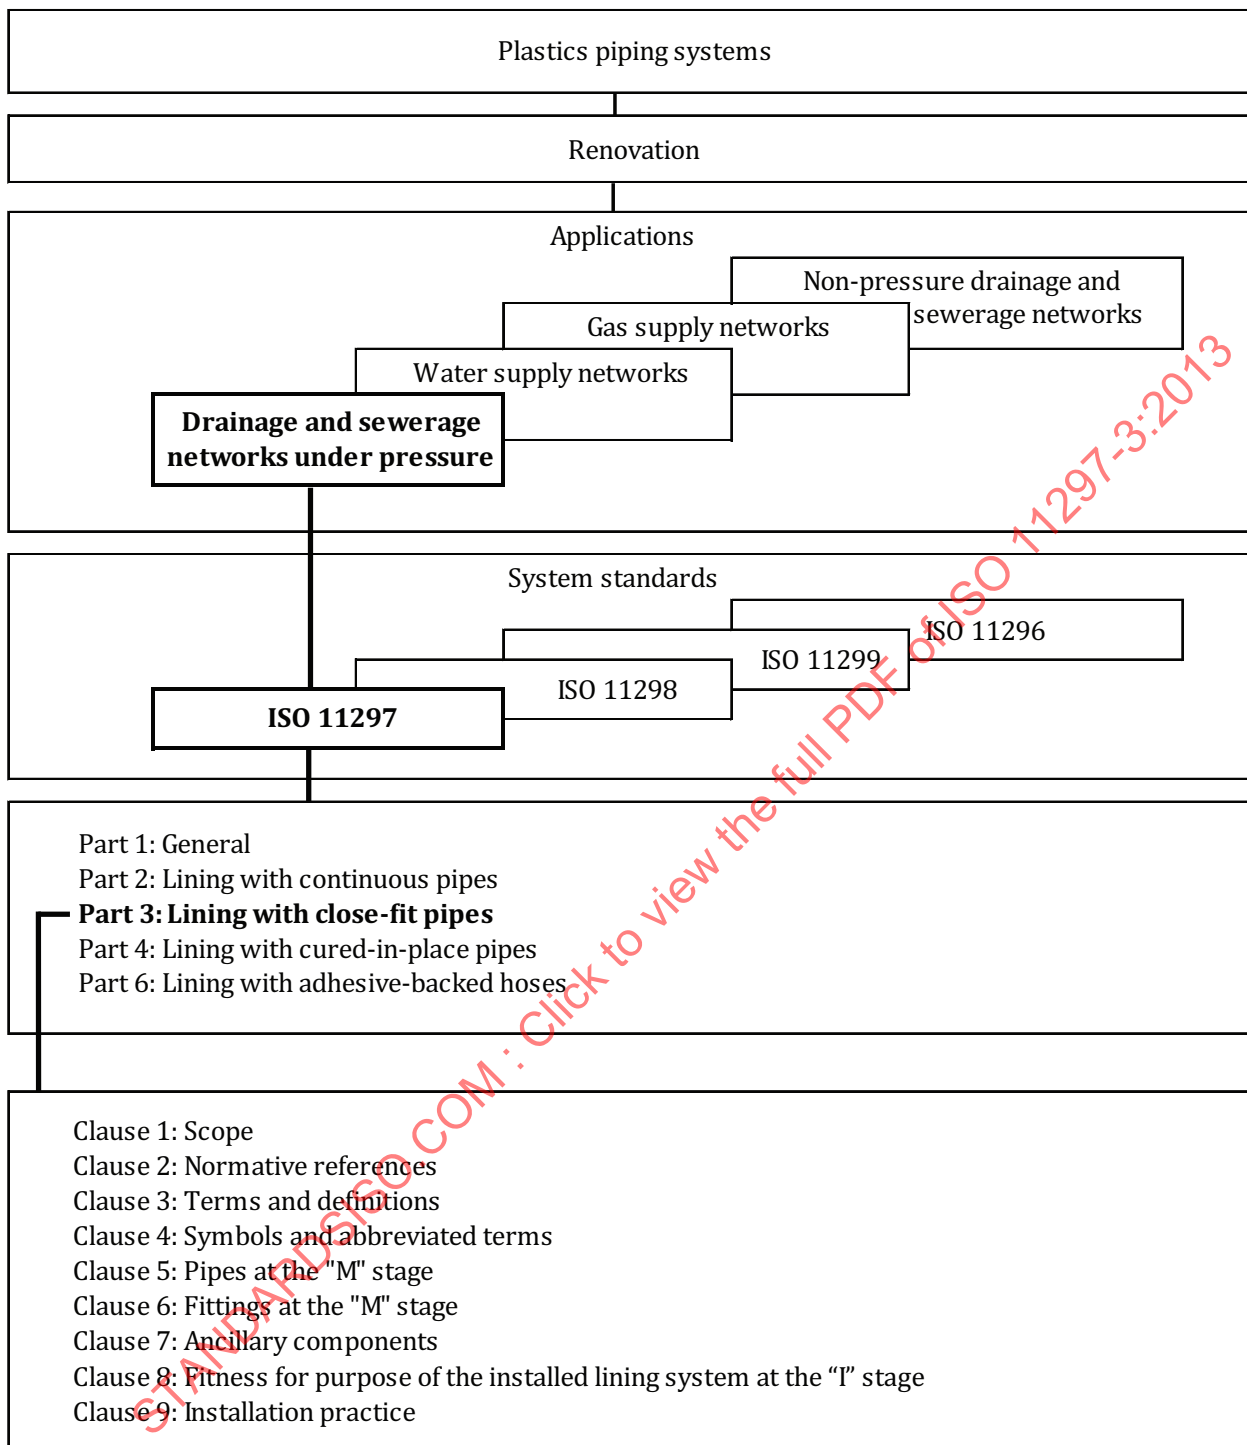 Plastics piping systems
Renovation
Applications
Non-pressure drainage and
sewerage networks
Gas supply networks
Water supply networks
Drainage and sewerage
networks under pressure
System standards
ISO 11296
ISO 11299
ISO 11298
ISO 11297
Part 1: General
Part 2: Lining with continuous pipes
Part 3: Lining with close-fit pipes
Part 4: Lining with cured-in-place pipes
Part 6: Lining with adhesive-backed hoses
Clause 1: Scope
Clause 2: Normative references
Clause 3: Terms and definitions
Clause 4: Symbols and abbreviated terms
Clause 5: Pipes at the "M" stage
Clause 6: Fittings at the "M" stage
Clause 7: Ancillary components
Clause 8: Fitness for purpose of the installed lining system at the “I” stage
Clause 9: Installation practice
STANDARDSISO.COM : Click to view the full PDF of ISO 11297-3:2013